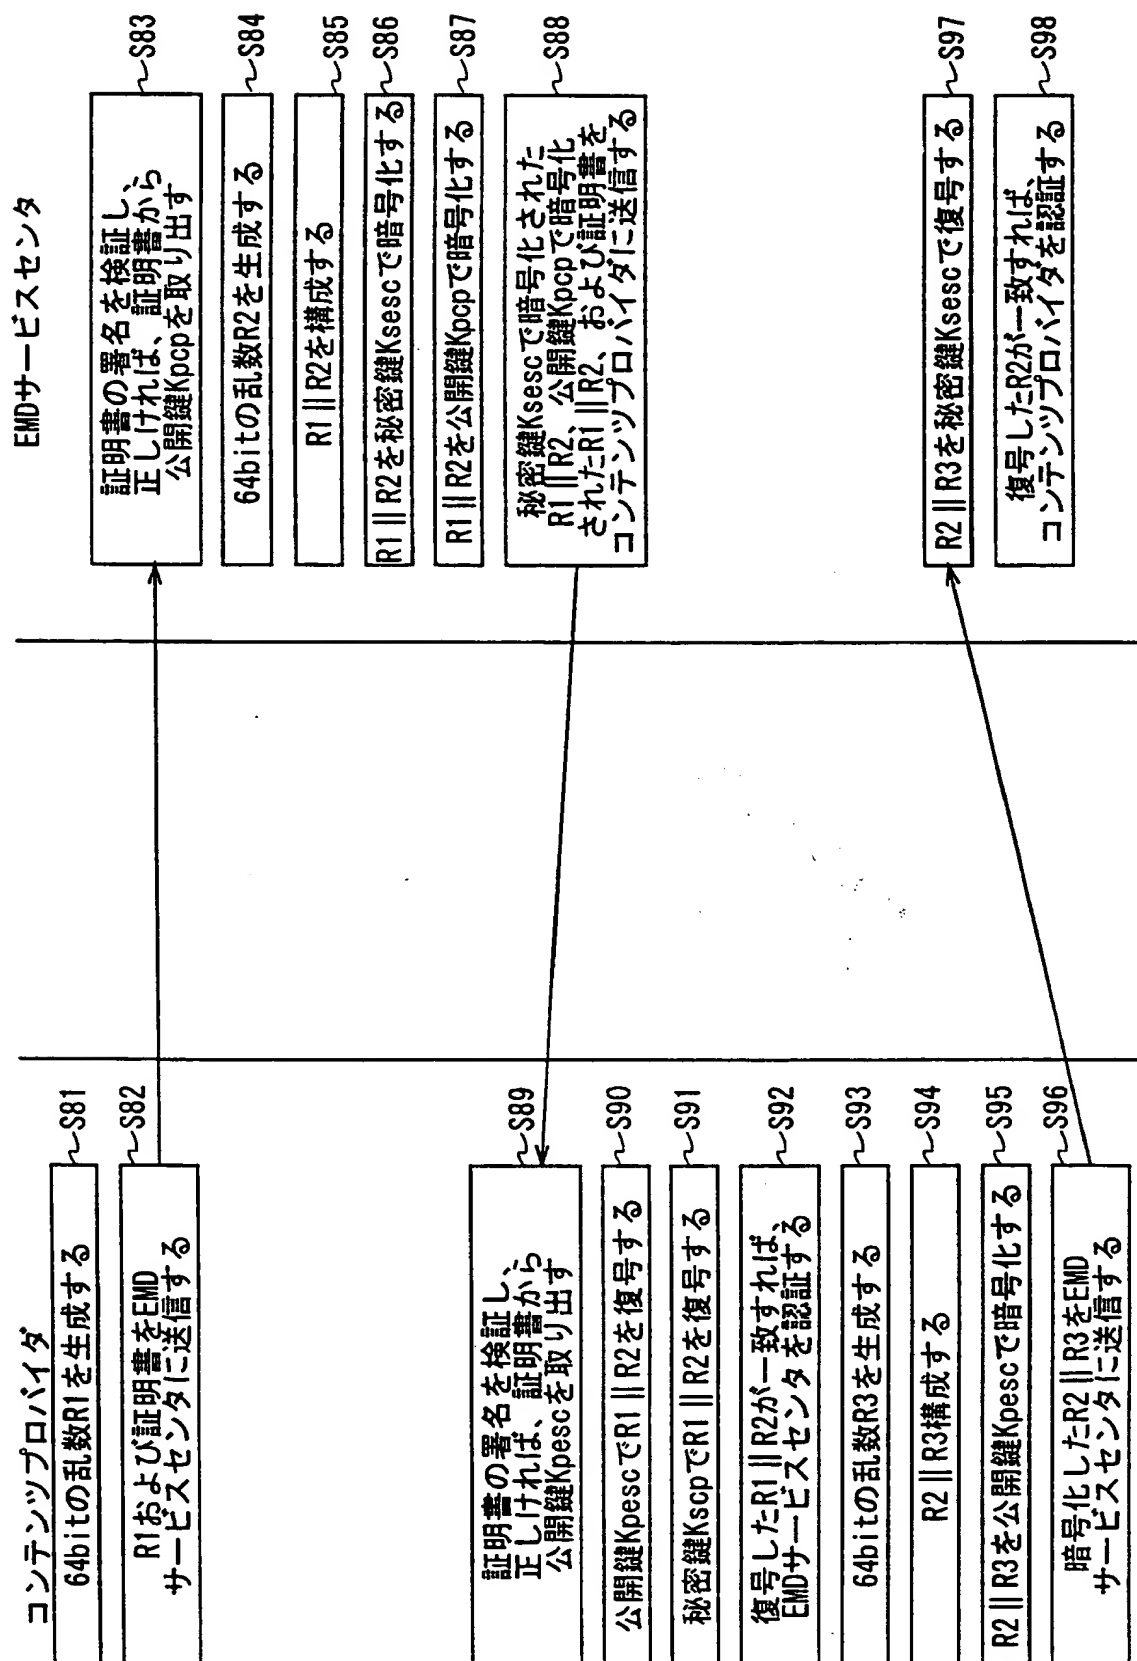 コンテンツプロバイダ
64bitの乱数R1を生成する
S81
R1および証明書をEMD
サービスセンタに送信する
S82
証明書の署名を検証し、
正しければ、証明書から
公開鍵Kpescを取り出す
S89
公開鍵KpescでR1||R2を復号する
S90
秘密鍵KscpでR1||R2を復号する
S91
復号したR1||R2が一致すれば、
EMDサービスセンタを認証する
S92
64bitの乱数R3を生成する
S93
R2||R3構成する
S94
R2||R3を公開鍵Kpescで暗号化する
S95
暗号化したR2||R3をEMD
サービスセンタに送信する
S96
EMDサービスセンタ
証明書の署名を検証し、
正しければ、証明書から
公開鍵Kpcpを取り出す
S83
64bitの乱数R2を生成する
S84
R1||R2を構成する
S85
R1||R2を秘密鍵Ksescで暗号化する
S86
R1||R2を公開鍵Kpcpで暗号化する
S87
秘密鍵Ksescで暗号化された
R1||R2、公開鍵Kpcpで暗号化
されたR1||R2、および証明書を
コンテンツプロバイダに送信する
S88
R2||R3を秘密鍵Ksescで復号する
S97
復号したR2が一致すれば、
コンテンツプロバイダを認証する
S98